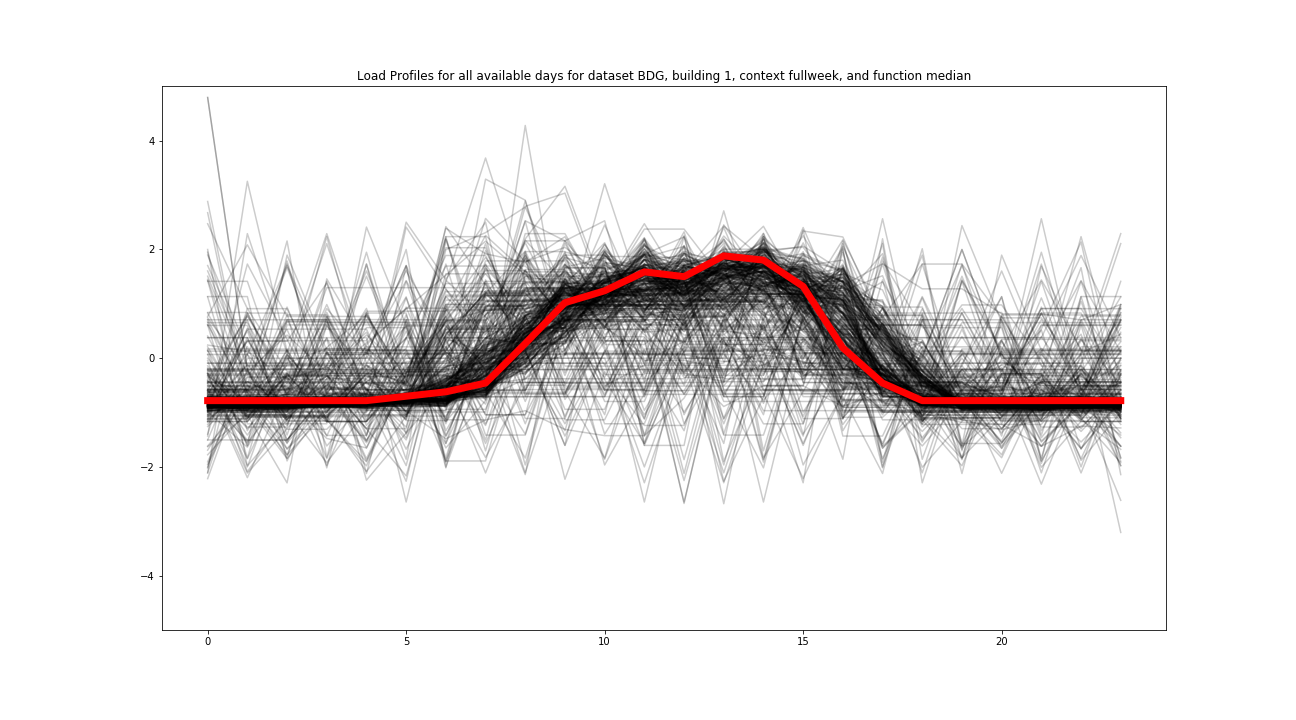 Load Profiles for all available days for dataset BDG, building 1, context fullweek, and function median
4
2
0
−2
−4
0 5 10 15 20